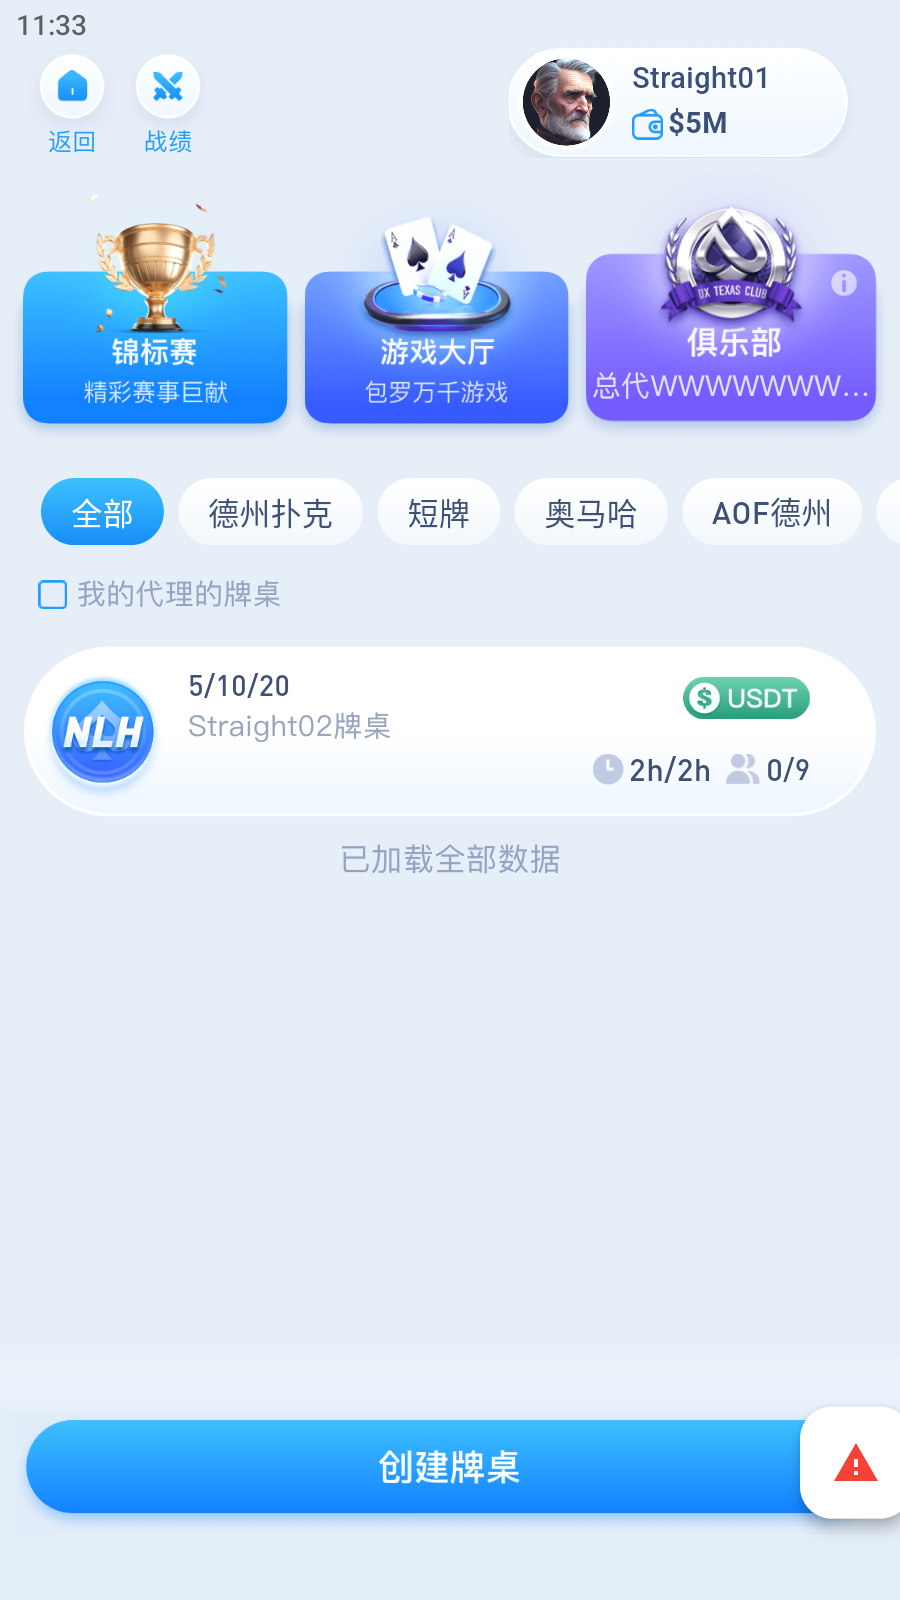 11:33
返回
战绩
Straight01
$5M
锦标赛
精彩赛事巨献
游戏大厅
包罗万千游戏
DX TEXAS CLUB
俱乐部
总代WWWWWWW...
全部
德州扑克
短牌
奥马哈
AOF德州
我的代理的牌桌
NLH
5/10/20
Straight02牌桌
$ USDT
2h/2h
0/9
已加载全部数据
创建牌桌